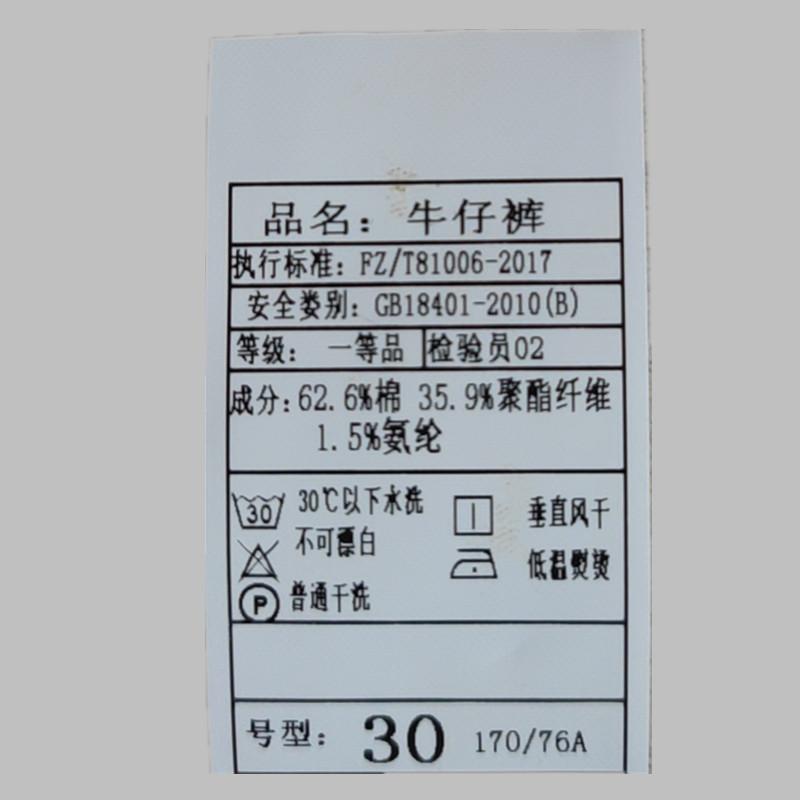 品名：牛仔裤
执行标准：FZ/T81006-2017
安全类别：GB18401-2010(B)
等级：一等品 检验员02
成分：62.6%棉 35.9%聚酯纤维
1.5%氨纶
30 30℃以下水洗 垂直风干
不可漂白 低温熨烫
P 普通干洗
号型：30 170/76A